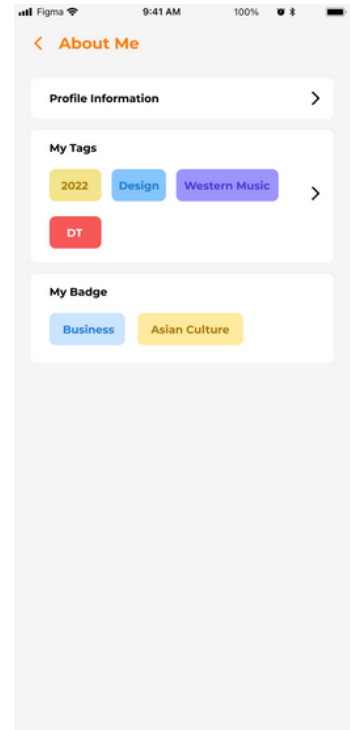 Figma 9:41 AM 100%
About Me
Profile Information
My Tags
2022 Design Western Music
DT
My Badge
Business Asian Culture